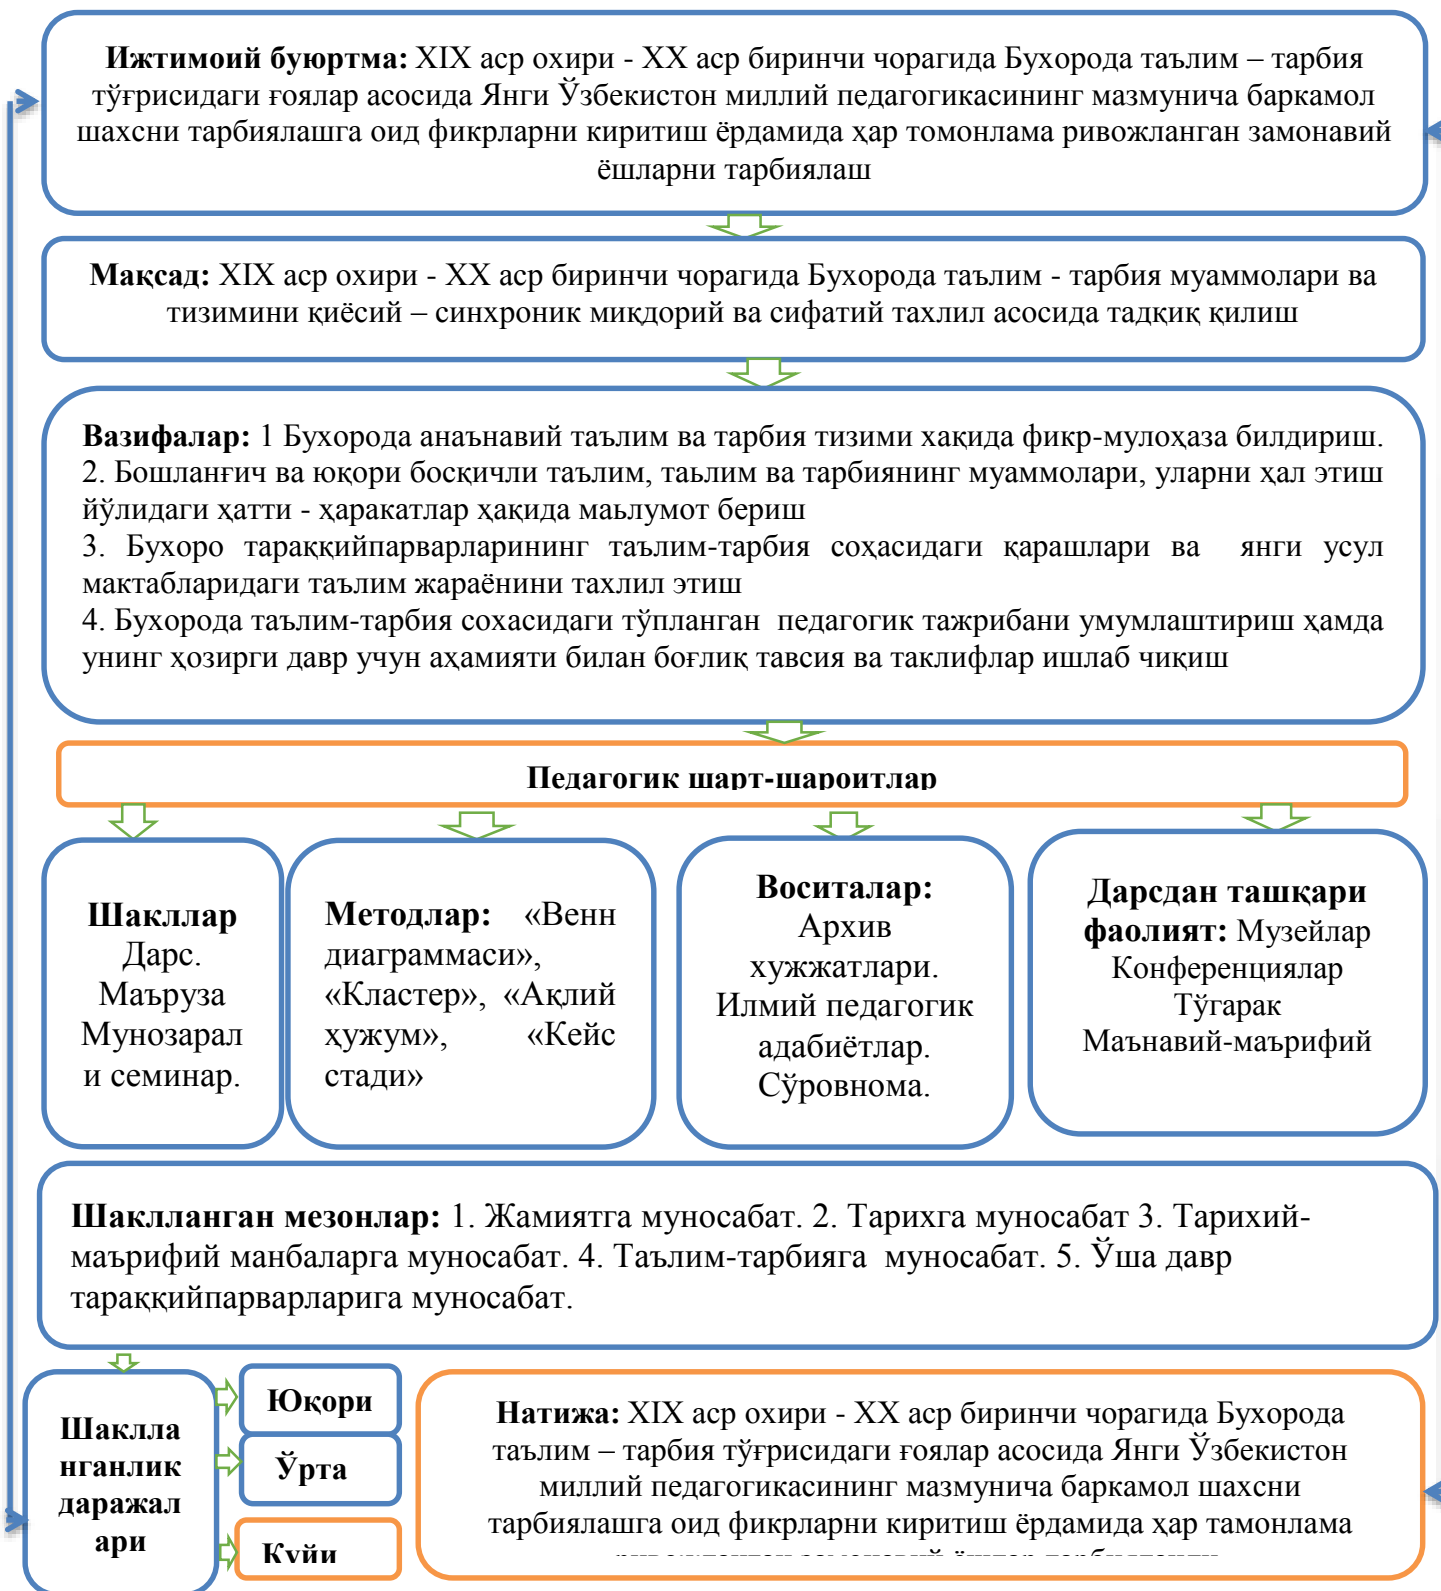 Ижтимоий буюртма: XIX аср охири - XX аср биринчи чорагида Бухорода таълим – тарбия
тўғрисидаги ғоялар асосида Янги Ўзбекистон миллий педагогикасининг мазмунича баркамол
шахсни тарбиялашга оид фикрларни киритиш ёрдамида ҳар томонлама ривожланган замонавий
ёшларни тарбиялаш
Мақсад: XIX аср охири - XX аср биринчи чорагида Бухорода таълим - тарбия муаммолари ва
тизимини қиёсий – синхроник миқдорий ва сифатий тахлил асосида тадқиқ қилиш
Вазифалар: 1 Бухорода анаънавий таълим ва тарбия тизими хақида фикр-мулоҳаза билдириш.
2. Бошланғич ва юқори босқичли таълим, таьлим ва тарбиянинг муаммолари, уларни ҳал этиш
йўлидаги ҳатти - ҳаракатлар ҳақида маьлумот бериш
3. Бухоро тараққийпарварларининг таълим-тарбия соҳасидаги қарашлари ва янги усул
мактабларидаги таълим жараёнини тахлил этиш
4. Бухорода таълим-тарбия сохасидаги тўпланган педагогик тажрибани умумлаштириш ҳамда
унинг ҳозирги давр учун аҳамияти билан боғлиқ тавсия ва таклифлар ишлаб чиқиш
Педагогик шарт-шароитлар
Шакллар
Дарс.
Маъруза
Мунозарал
и семинар.
Методлар: «Венн
диаграммаси»,
«Кластер», «Ақлий
ҳужум», «Кейс
стади»
Воситалар:
Архив
хужжатлари.
Илмий педагогик
адабиётлар.
Сўровнома.
Дарсдан ташқари
фаолият: Музейлар
Конференциялар
Тўгарак
Маънавий-маърифий
Шаклланган мезонлар: 1. Жамиятга муносабат. 2. Тарихга муносабат 3. Тарихий-
маърифий манбаларга муносабат. 4. Таълим-тарбияга муносабат. 5. Ўша давр
тараққийпарварларига муносабат.
Шаклла
нганлик
даражал
ари
Юқори
Ўрта
Қуйи
Натижа: XIX аср охири - XX аср биринчи чорагида Бухорода
таълим – тарбия тўғрисидаги ғоялар асосида Янги Ўзбекистон
миллий педагогикасининг мазмунича баркамол шахсни
тарбиялашга оид фикрларни киритиш ёрдамида ҳар тамонлама